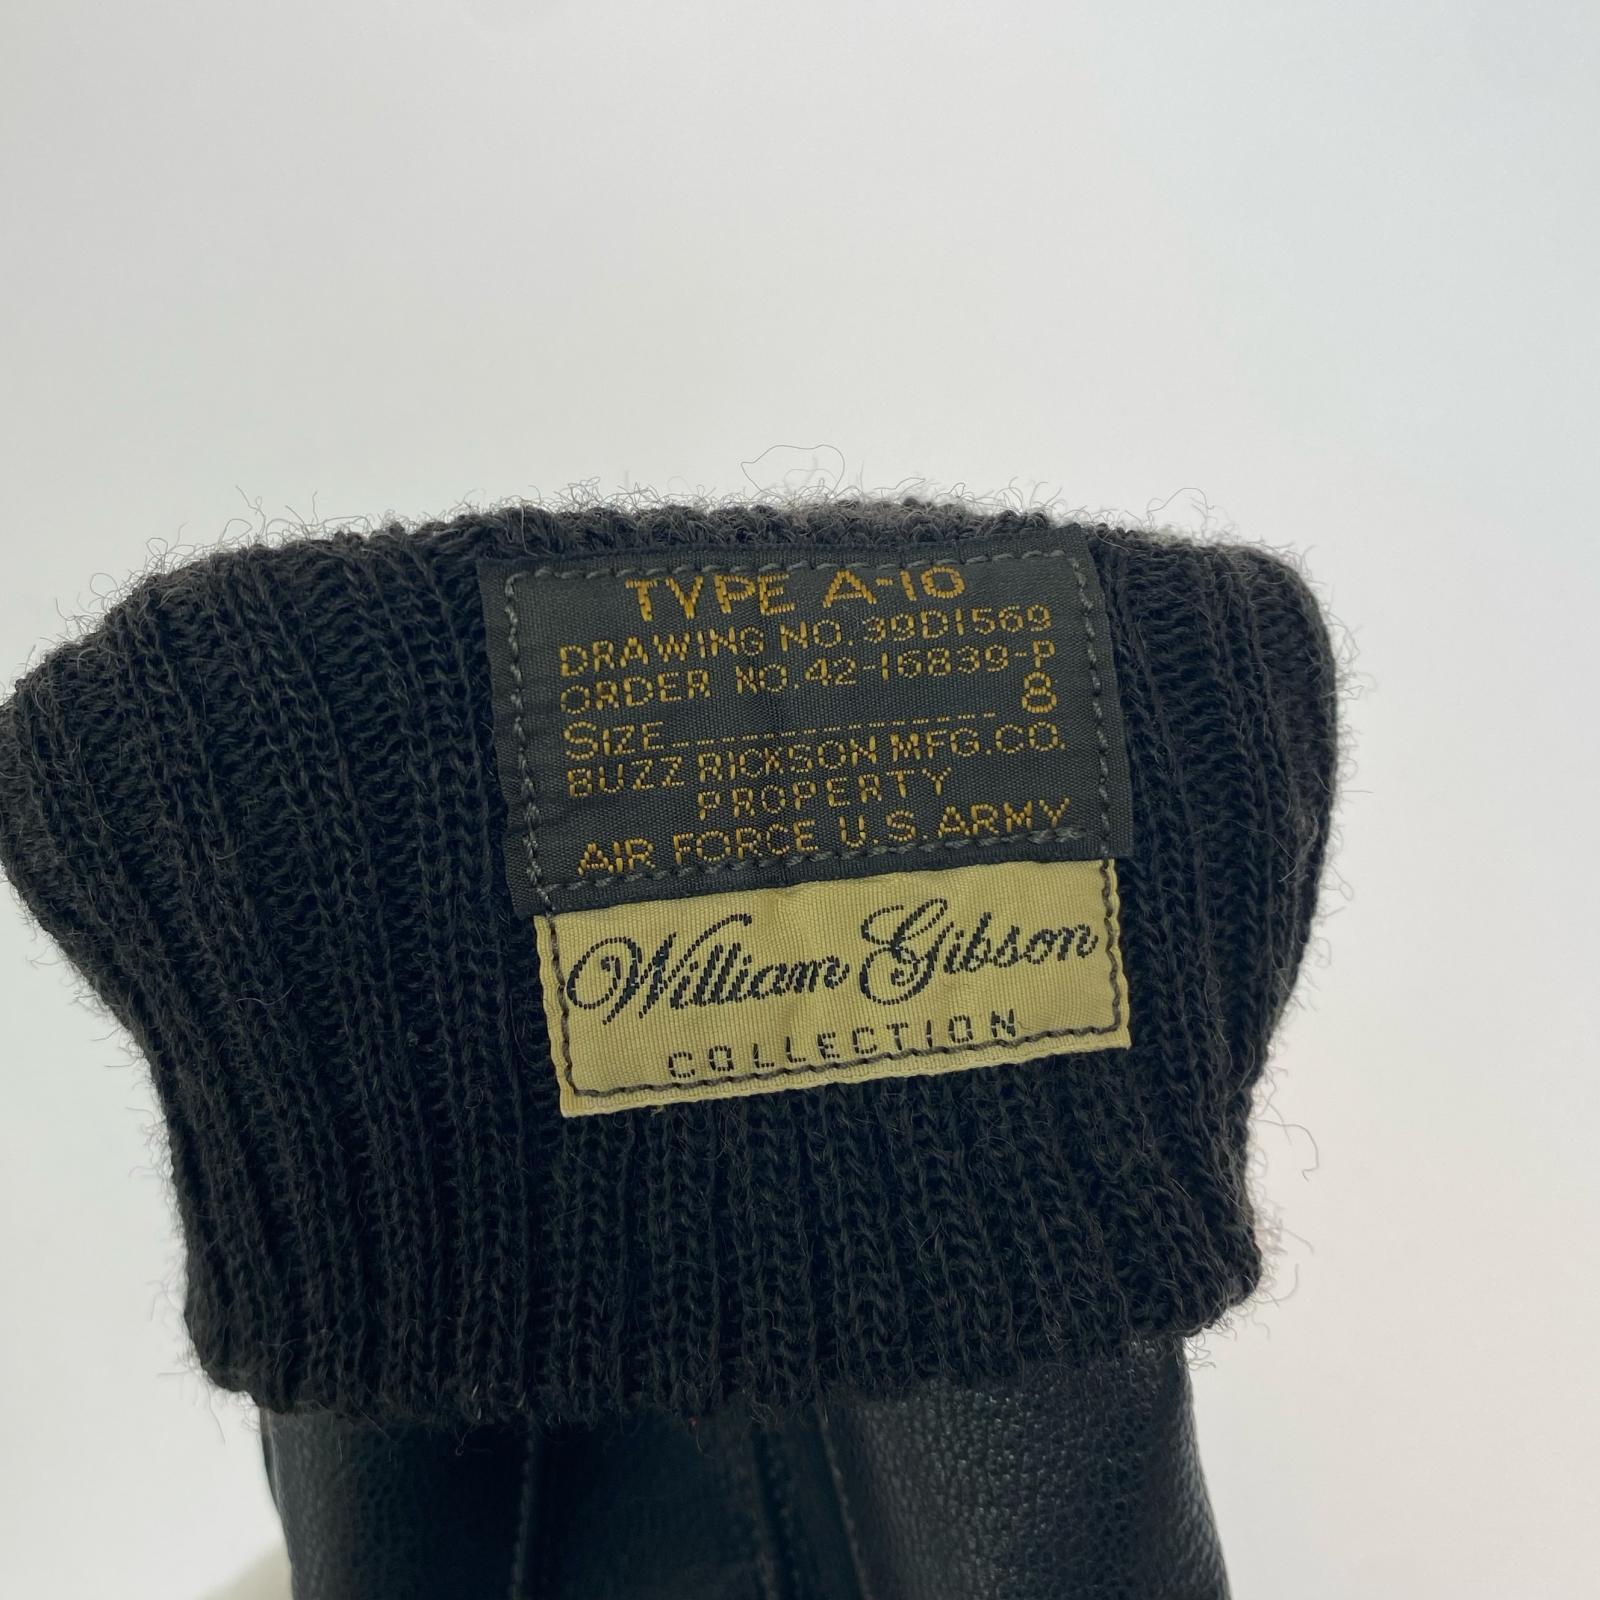 TYPE A-10
DRAWING NO. 39D1569
ORDER NO. 42-16839-P
SIZE 8
BUZZ RICKSON MFG. CO.
PROPERTY
AIR FORCE U.S. ARMY
William Gibson
COLLECTION